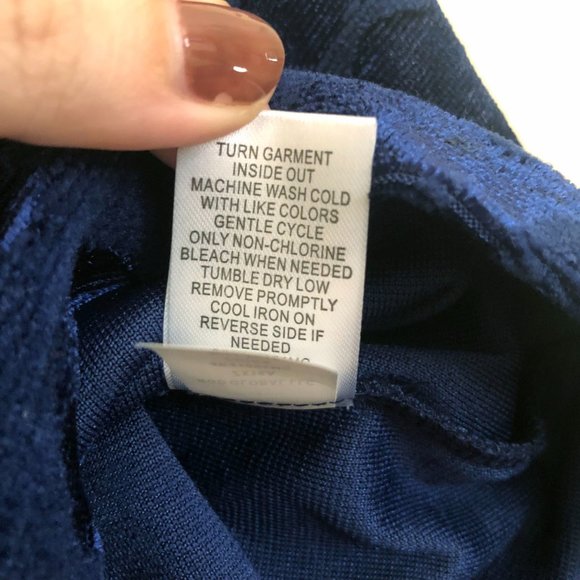 TURN GARMENT
INSIDE OUT
MACHINE WASH COLD
WITH LIKE COLORS
GENTLE CYCLE
ONLY NON-CHLORINE
BLEACH WHEN NEEDED
TUMBLE DRY LOW
REMOVE PROMPTLY
COOL IRON ON
REVERSE SIDE IF
NEEDED